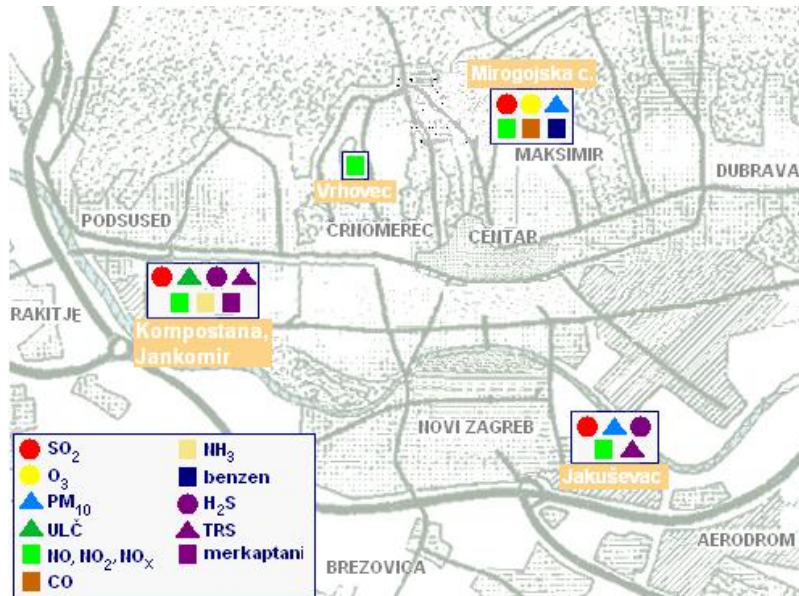 Mirogojska c.
MAKSIMIR
DUBRAVA
Vrhovec
PODSUSED
ČRNOMEREC
CENTAR
RAKITJE
Kompostana,
Jankomir
NOVI ZAGREB
Jakuševac
AERODROM
BREZOVICA
SO₂
O₃
PM₁₀
ULČ
NO, NO₂, NOₓ
CO
NH₃
benzen
H₂S
TRS
merkaptani